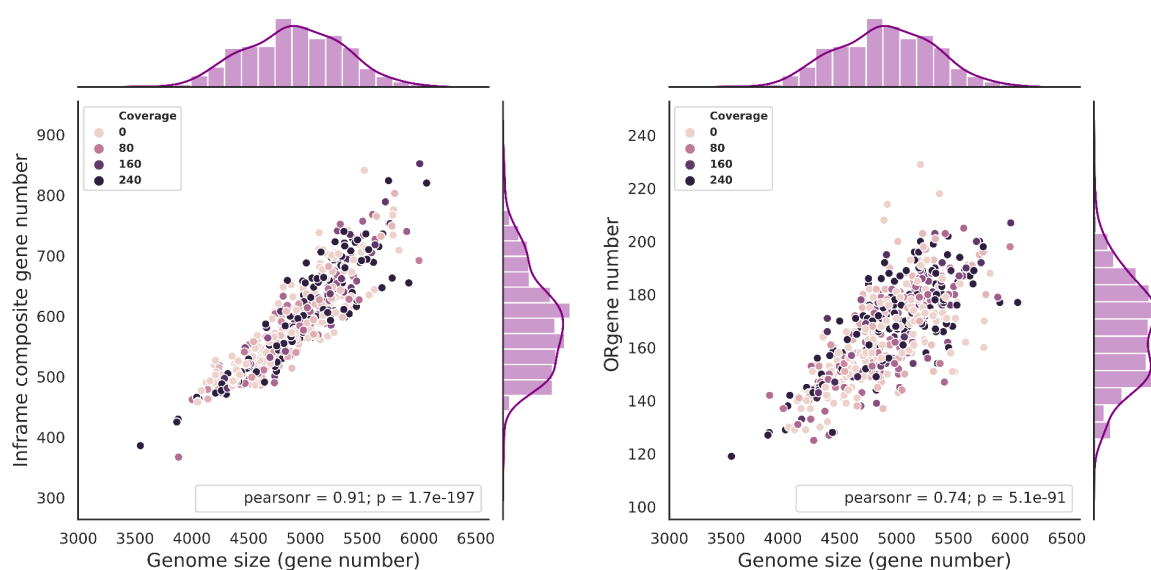 Coverage
0
80
160
240
900
800
700
600
500
400
300
Inframe composite gene number
pearsonr = 0.91; p = 1.7e-197
3000 3500 4000 4500 5000 5500 6000 6500
Genome size (gene number)
Coverage
0
80
160
240
240
220
200
180
160
140
120
100
ORgene number
pearsonr = 0.74; p = 5.1e-91
3000 3500 4000 4500 5000 5500 6000 6500
Genome size (gene number)